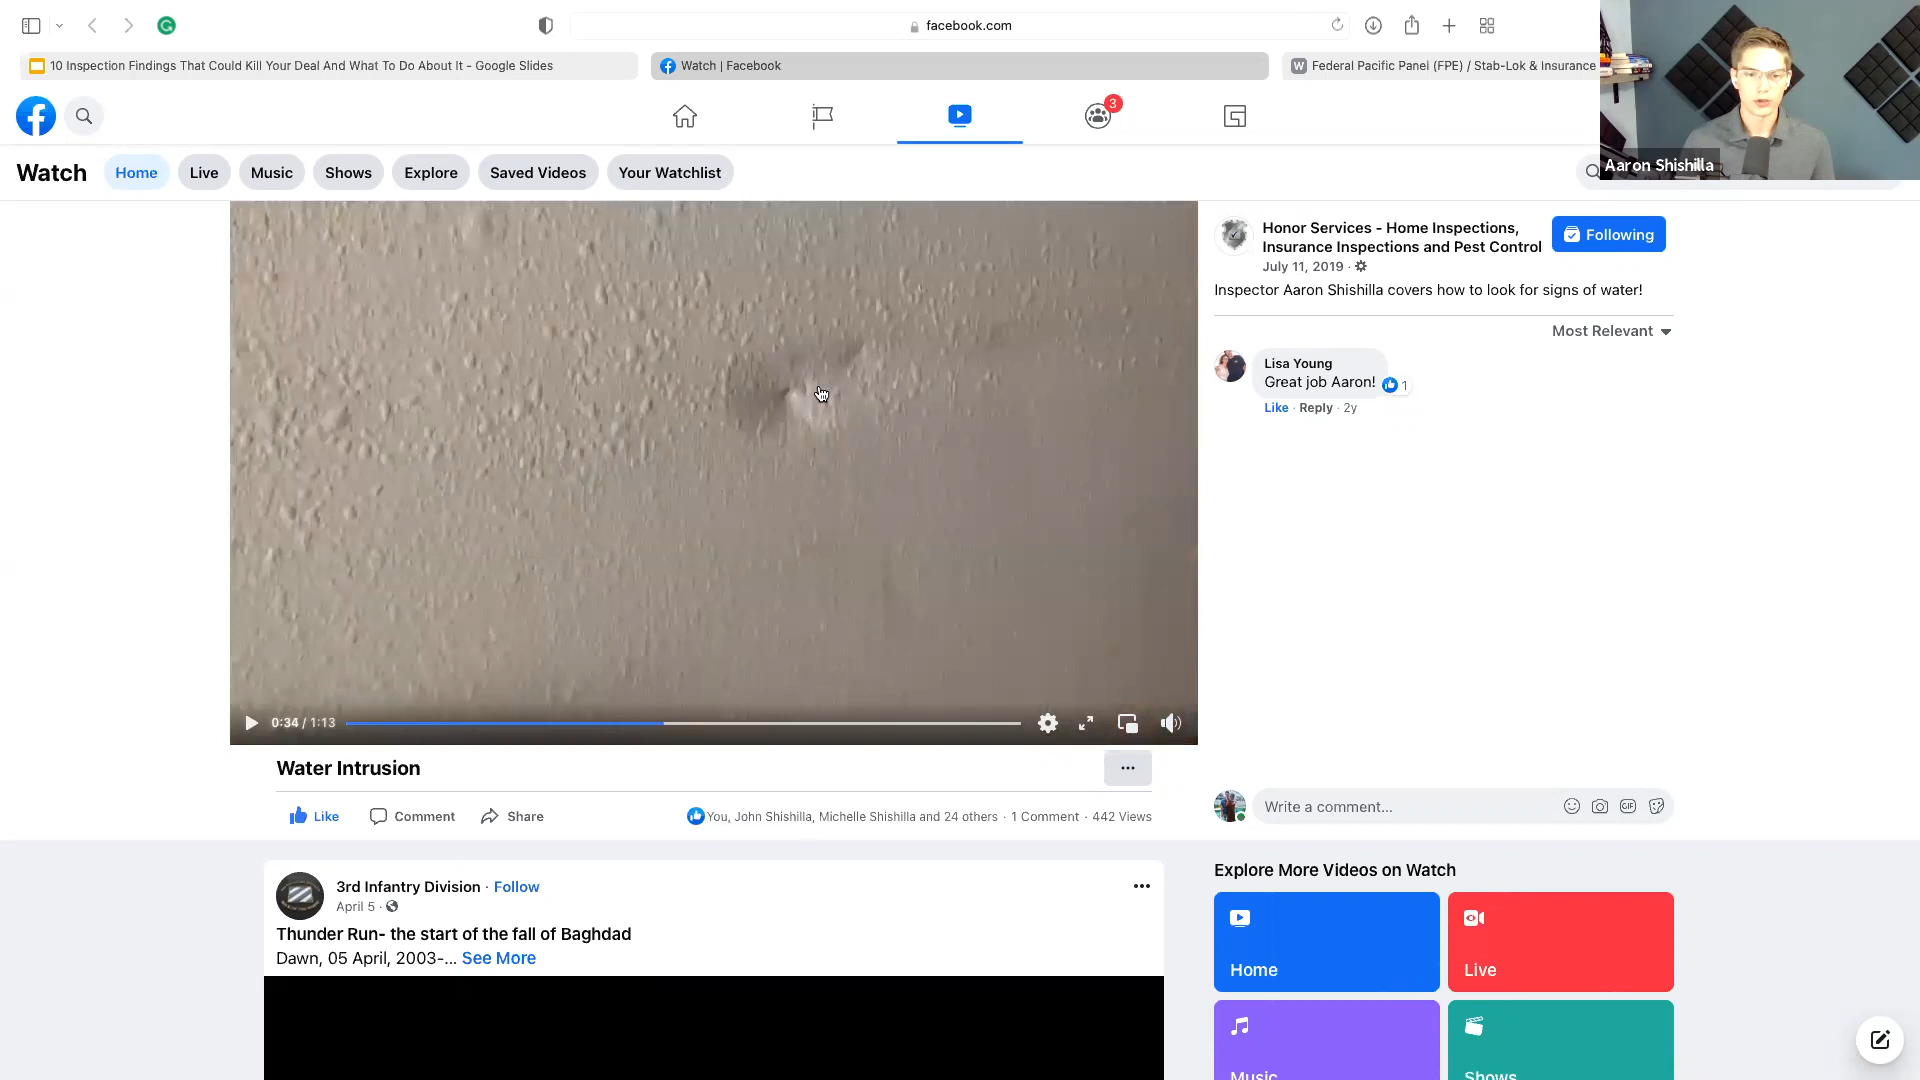 facebook.com
10 Inspection Findings That Could Kill Your Deal And What To Do About It - Google Slides
Watch | Facebook
Federal Pacific Panel (FPE) / Stab-Lok & Insurance
3
Aaron Shishilla
Watch
Home
Live
Music
Shows
Explore
Saved Videos
Your Watchlist
Honor Services - Home Inspections,
Insurance Inspections and Pest Control
Following
July 11, 2019 ·
Inspector Aaron Shishilla covers how to look for signs of water!
Most Relevant
Lisa Young
Great job Aaron!
1
Like · Reply · 2y
0:34 / 1:13
Water Intrusion
Like
Comment
Share
You, John Shishilla, Michelle Shishilla and 24 others · 1 Comment · 442 Views
Write a comment...
GIF
3rd Infantry Division · Follow
April 5 ·
Thunder Run- the start of the fall of Baghdad
Dawn, 05 April, 2003-... See More
Explore More Videos on Watch
Home
Live
Music
Shows